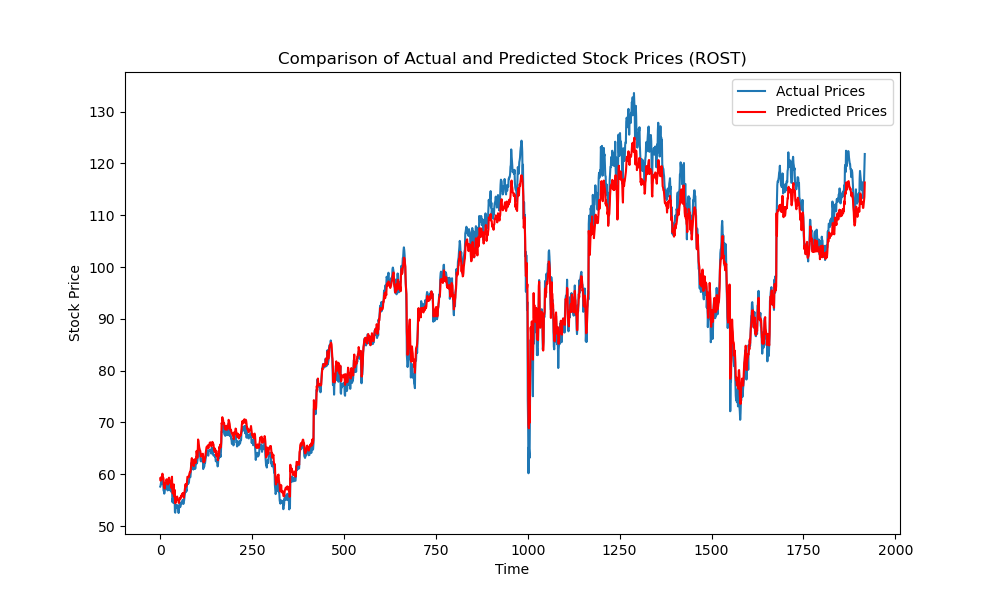 Comparison of Actual and Predicted Stock Prices (ROST)
Actual Prices
Predicted Prices
130
120
110
100
90
80
70
60
50
Stock Price
0 250 500 750 1000 1250 1500 1750 2000
Time